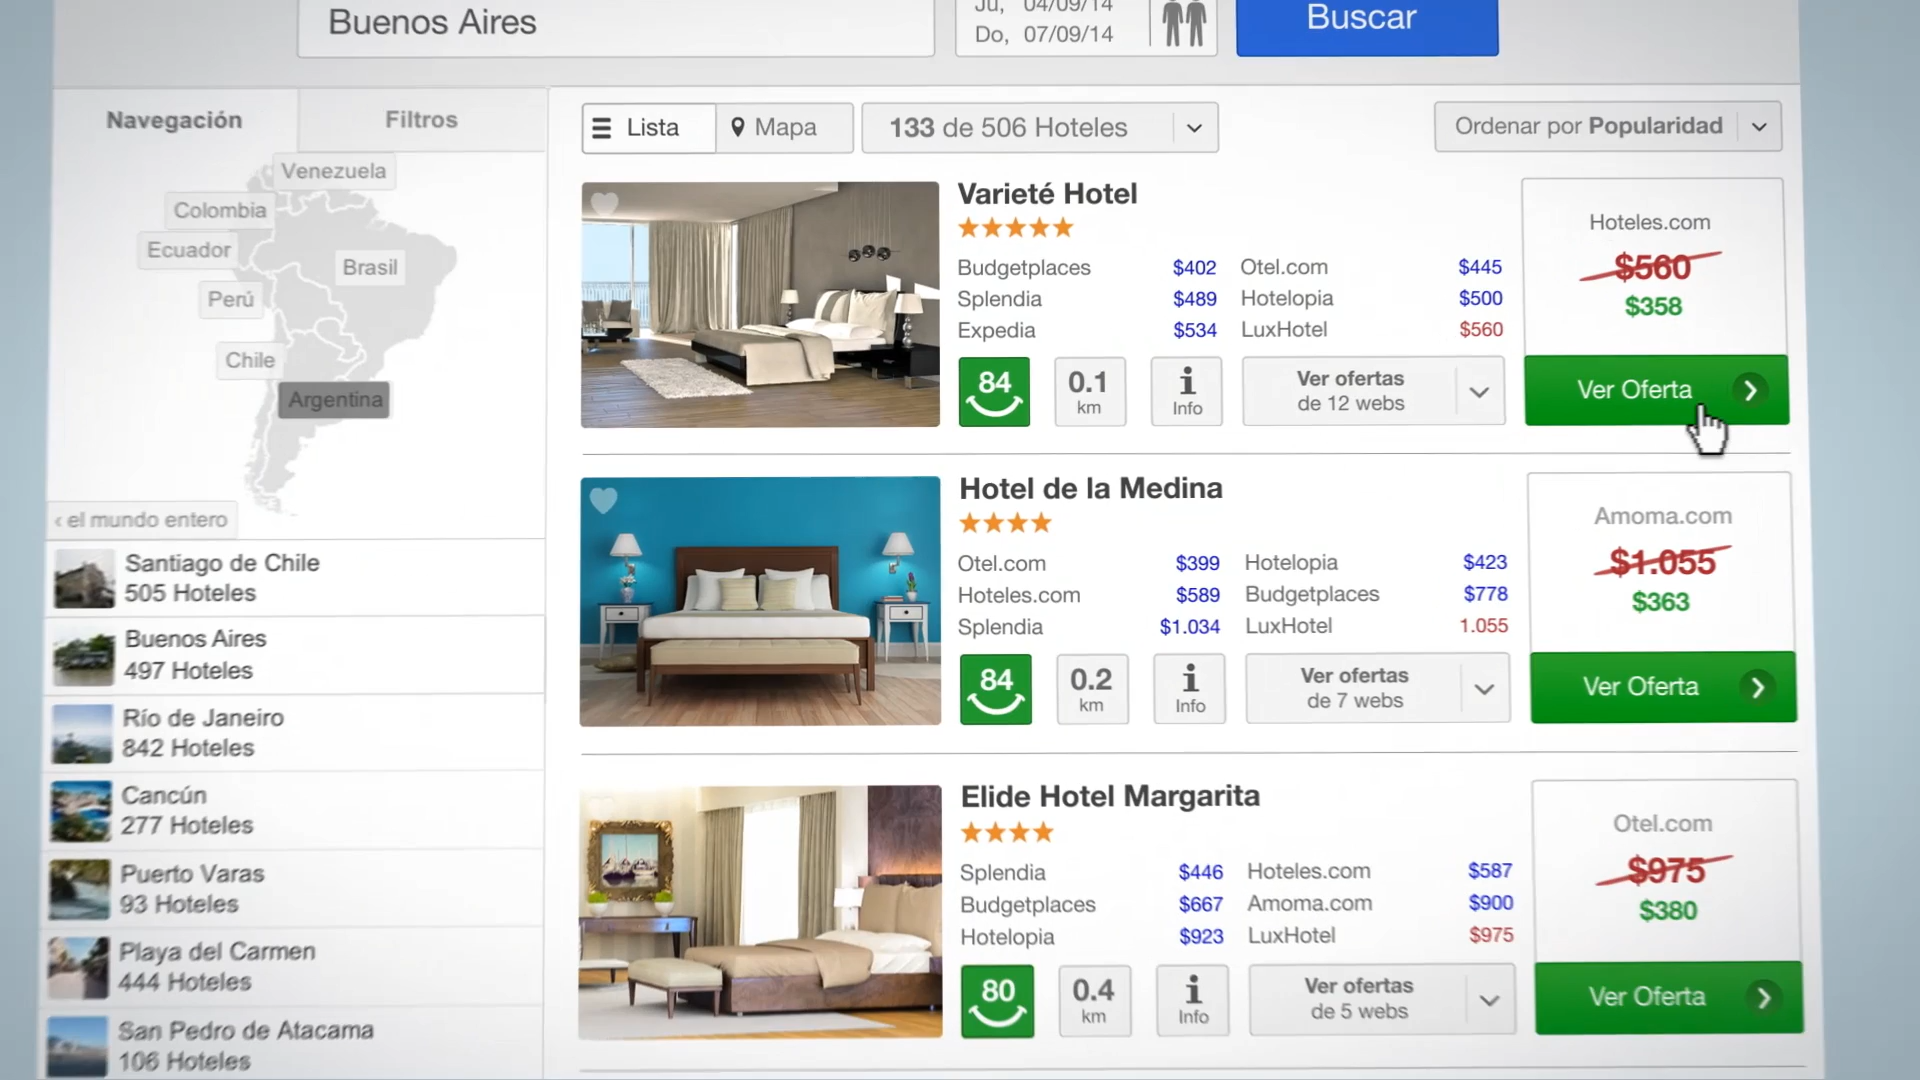 Buenos Aires
Ju, 04/09/14
Do, 07/09/14
Buscar
Navegación
Filtros
Venezuela
Colombia
Ecuador
Brasil
Perú
Chile
Argentina
‹ el mundo entero
Santiago de Chile
505 Hoteles
Buenos Aires
497 Hoteles
Río de Janeiro
842 Hoteles
Cancún
277 Hoteles
Puerto Varas
93 Hoteles
Playa del Carmen
444 Hoteles
San Pedro de Atacama
106 Hoteles
Lista
Mapa
133 de 506 Hoteles
Ordenar por Popularidad
Varieté Hotel
Budgetplaces $402 Otel.com $445
Splendia $489 Hotelopia $500
Expedia $534 LuxHotel $560
84
0.1
km
i
Info
Ver ofertas
de 12 webs
Hoteles.com
$560
$358
Ver Oferta
Hotel de la Medina
Otel.com $399 Hotelopia $423
Hoteles.com $589 Budgetplaces $778
Splendia $1.034 LuxHotel 1.055
84
0.2
km
i
Info
Ver ofertas
de 7 webs
Amoma.com
$1.055
$363
Ver Oferta
Elide Hotel Margarita
Splendia $446 Hoteles.com $587
Budgetplaces $667 Amoma.com $900
Hotelopia $923 LuxHotel $975
80
0.4
km
i
Info
Ver ofertas
de 5 webs
Otel.com
$975
$380
Ver Oferta